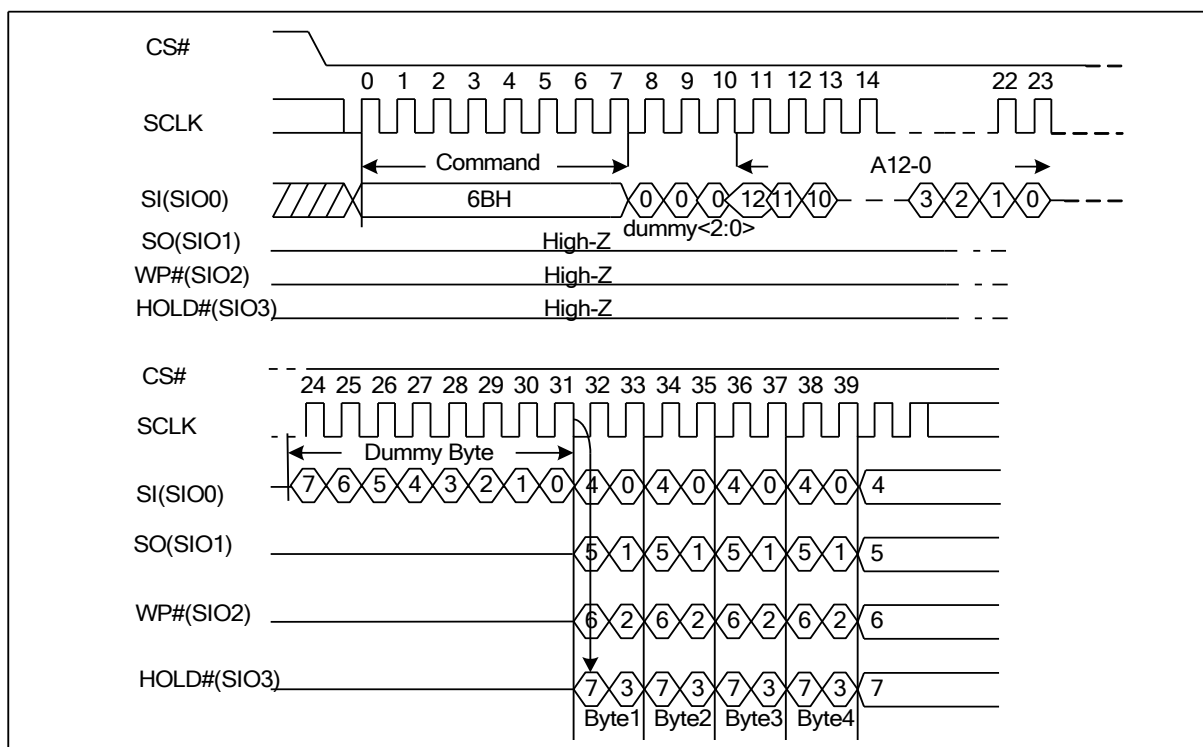 CS#
0 1 2 3 4 5 6 7 8 9 10 11 12 13 14 22 23
SCLK
Command A12-0
SI(SIO0) 6BH 0 0 0 12 11 10 3 2 1 0
dummy<2:0>
SO(SIO1) High-Z
WP#(SIO2) High-Z
HOLD#(SIO3) High-Z
CS#
24 25 26 27 28 29 30 31 32 33 34 35 36 37 38 39
SCLK
Dummy Byte
SI(SIO0) 7 6 5 4 3 2 1 0 4 0 4 0 4 0 4 0 4
SO(SIO1) 5 1 5 1 5 1 5 1 5
WP#(SIO2) 6 2 6 2 6 2 6 2 6
HOLD#(SIO3) 7 3 7 3 7 3 7 3 7
Byte1 Byte2 Byte3 Byte4